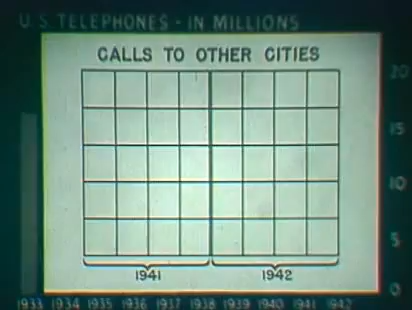 U.S. TELEPHONES - IN MILLIONS
CALLS TO OTHER CITIES
20
15
10
5
0
1941 1942
1933 1934 1935 1936 1937 1938 1939 1940 1941 1942